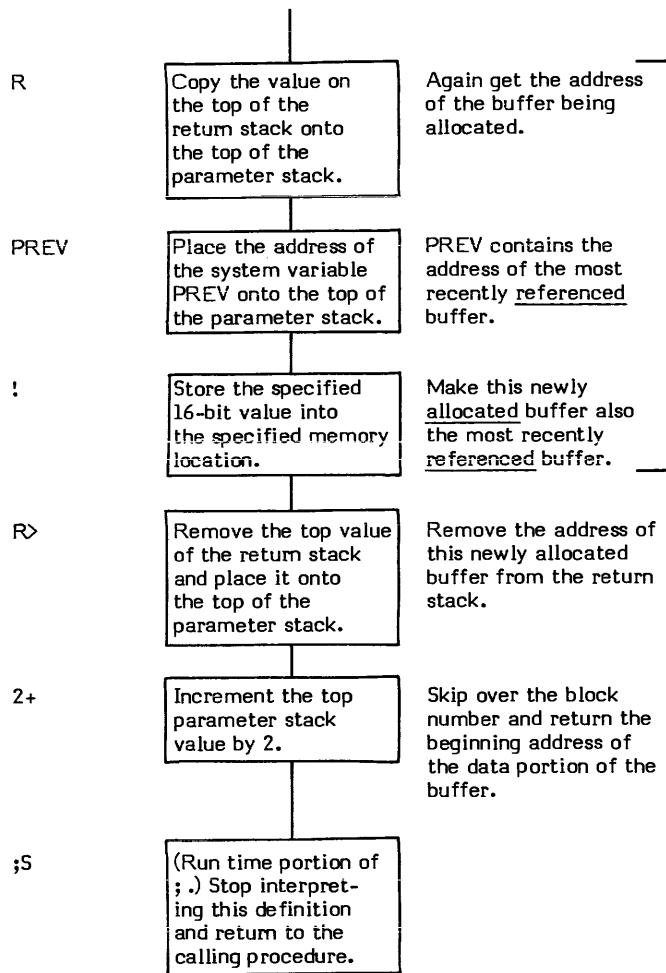 R
Copy the value on
the top of the
return stack onto
the top of the
parameter stack.
Again get the address
of the buffer being
allocated.
PREV
Place the address of
the system variable
PREV onto the top of
the parameter stack.
PREV contains the
address of the most
recently referenced
buffer.
!
Store the specified
16-bit value into
the specified memory
location.
Make this newly
allocated buffer also
the most recently
referenced buffer.
R>
Remove the top value
of the return stack
and place it onto
the top of the
parameter stack.
Remove the address of
this newly allocated
buffer from the return
stack.
2+
Increment the top
parameter stack
value by 2.
Skip over the block
number and return the
beginning address of
the data portion of the
buffer.
;S
(Run time portion of
; .) Stop interpret-
ing this definition
and return to the
calling procedure.